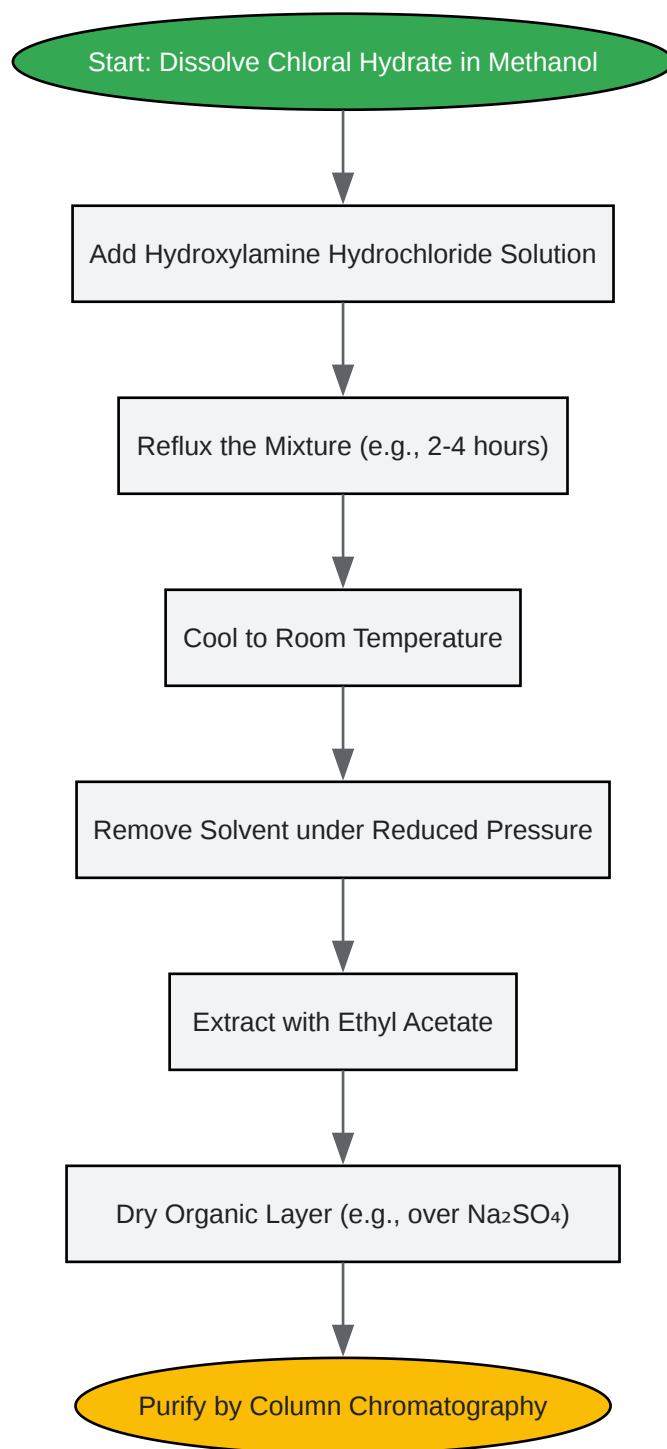 Start: Dissolve Chloral Hydrate in Methanol
Add Hydroxylamine Hydrochloride Solution
Reflux the Mixture (e.g., 2-4 hours)
Cool to Room Temperature
Remove Solvent under Reduced Pressure
Extract with Ethyl Acetate
Dry Organic Layer (e.g., over Na₂SO₄)
Purify by Column Chromatography